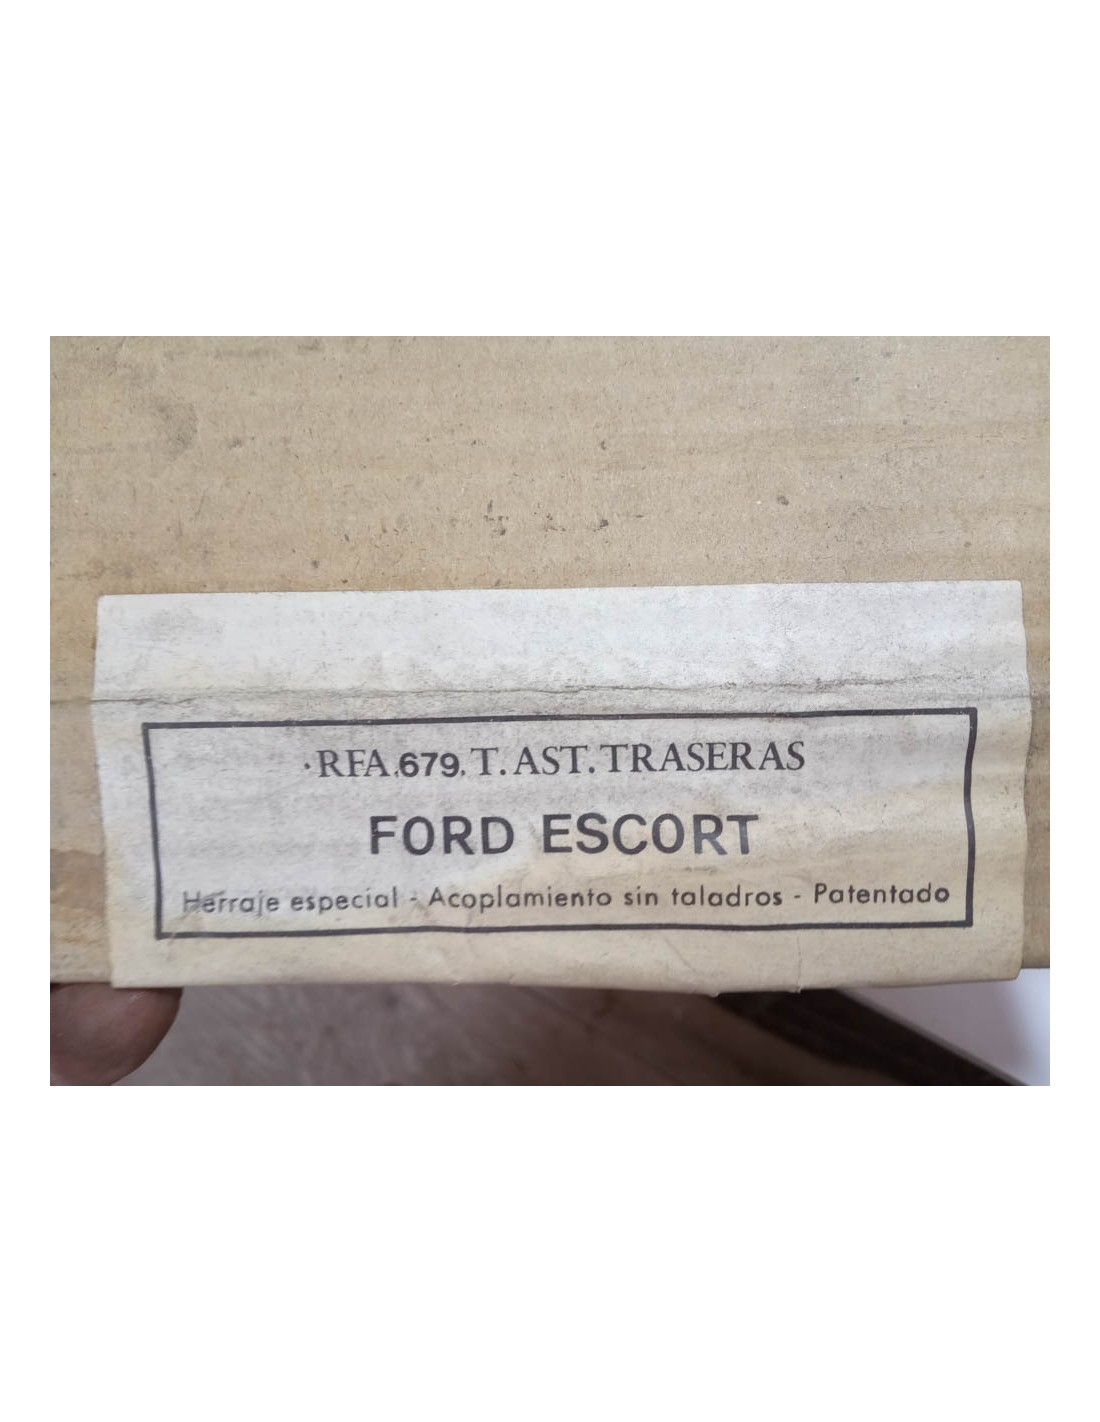 ·RFA.679. T. AST. TRASERAS
FORD ESCORT
Herraje especial - Acoplamiento sin taladros - Patentado